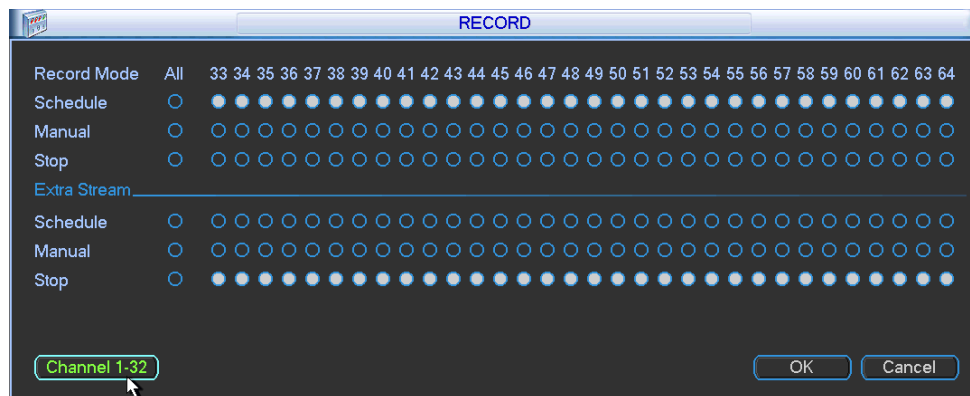 RECORD
Record Mode All 33 34 35 36 37 38 39 40 41 42 43 44 45 46 47 48 49 50 51 52 53 54 55 56 57 58 59 60 61 62 63 64
Schedule
Manual
Stop
Extra Stream
Schedule
Manual
Stop
Channel 1-32 OK Cancel